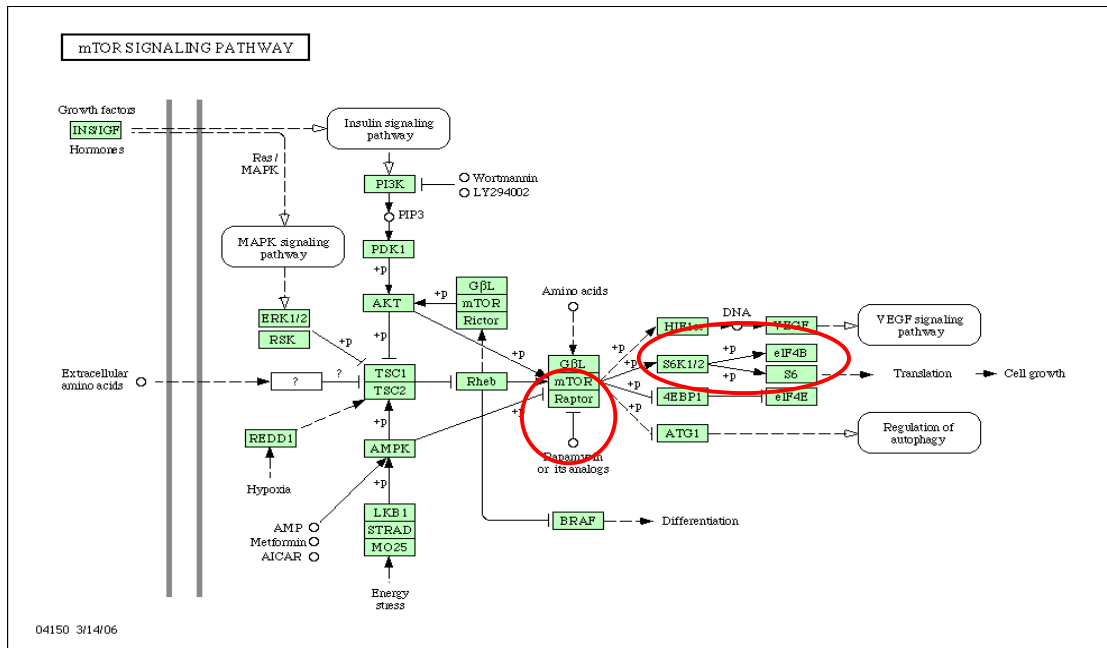 mTOR SIGNALING PATHWAY
Growth factors
INS/IGF
Hormones
Ras /
MAPK
Insulin signaling
pathway
PI3K
Wortmannin
LY294002
PIP3
MAPK signaling
pathway
PDK1
+p
AKT
+p
GβL
mTOR
Rictor
Amino acids
DNA
ERK1/2
RSK
+p
+p
+p
+p
HIF1α
VEGF
VEGF signaling
pathway
Extracellular
amino acids
?
?
TSC1
TSC2
Rheb
GβL
mTOR
Raptor
+p
S6K1/2
+p
+p
eIF4B
S6
Translation
Cell growth
+p
4EBP1
eIF4E
+p
+p
+p
ATG1
Regulation of
autophagy
REDD1
Hypoxia
AMPK
+p
Rapamycin
or its analogs
AMP
Metformin
AICAR
LKB1
STRAD
MO25
BRAF
Differentiation
Energy
stress
04150 3/14/06